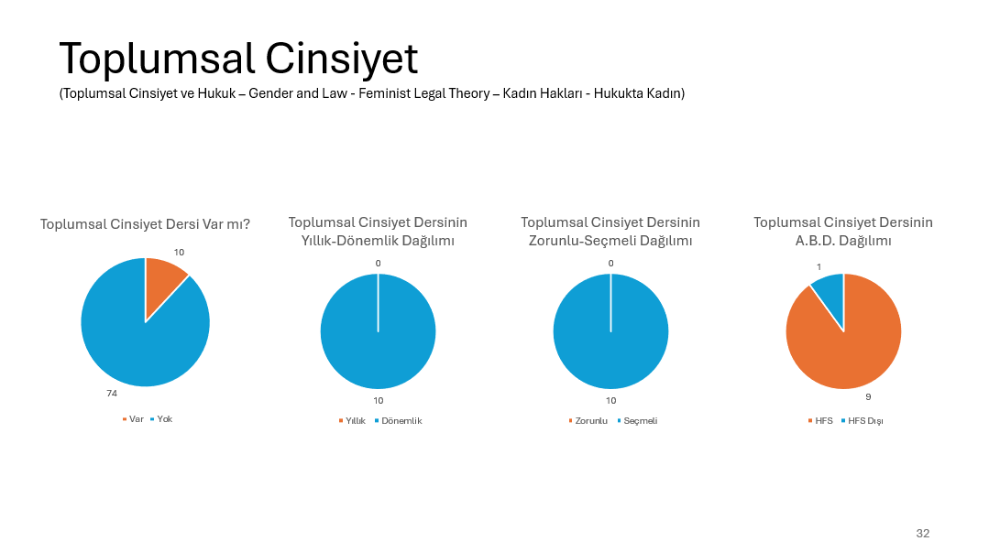 Toplumsal Cinsiyet
(Toplumsal Cinsiyet ve Hukuk – Gender and Law - Feminist Legal Theory – Kadın Hakları - Hukukta Kadın)
Toplumsal Cinsiyet Dersi Var mı?
10
74
Var Yok
Toplumsal Cinsiyet Dersinin
Yıllık-Dönemlik Dağılımı
0
10
Yıllık Dönemlik
Toplumsal Cinsiyet Dersinin
Zorunlu-Seçmeli Dağılımı
0
10
Zorunlu Seçmeli
Toplumsal Cinsiyet Dersinin
A.B.D. Dağılımı
1
9
HFS HFS Dışı
32